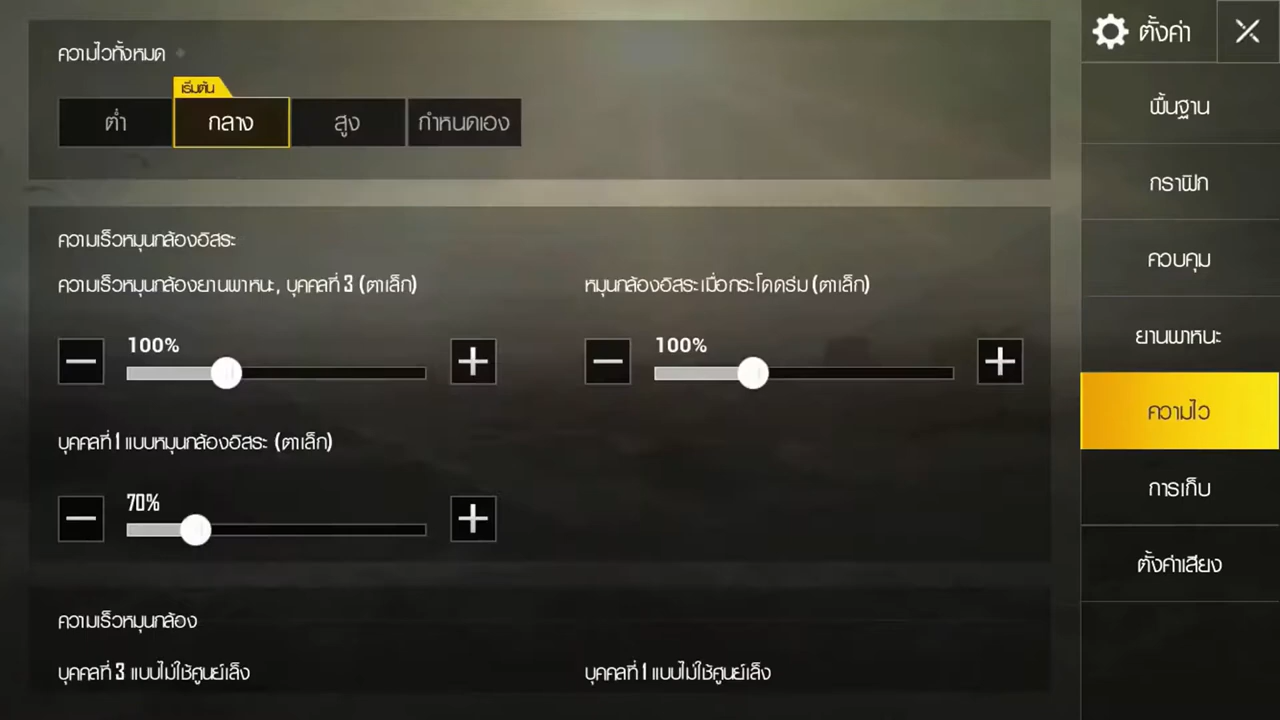 ความไวทั้งหมด
เริ่มต้น
ต่ำ
กลาง
สูง
กำหนดเอง
ความเร็วหมุนกล้องอิสระ
ความเร็วหมุนกล้องยานพาหนะ, บุคคลที่ 3 (ตาเล็ก)
100%
หมุนกล้องอิสระเมื่อกระโดดร่ม (ตาเล็ก)
100%
บุคคลที่ 1 แบบหมุนกล้องอิสระ (ตาเล็ก)
70%
ความเร็วหมุนกล้อง
บุคคลที่ 3 แบบไม่ใช้ศูนย์เล็ง
บุคคลที่ 1 แบบไม่ใช้ศูนย์เล็ง
ตั้งค่า
พื้นฐาน
กราฟิก
ควบคุม
ยานพาหนะ
ความไว
การเก็บ
ตั้งค่าเสียง